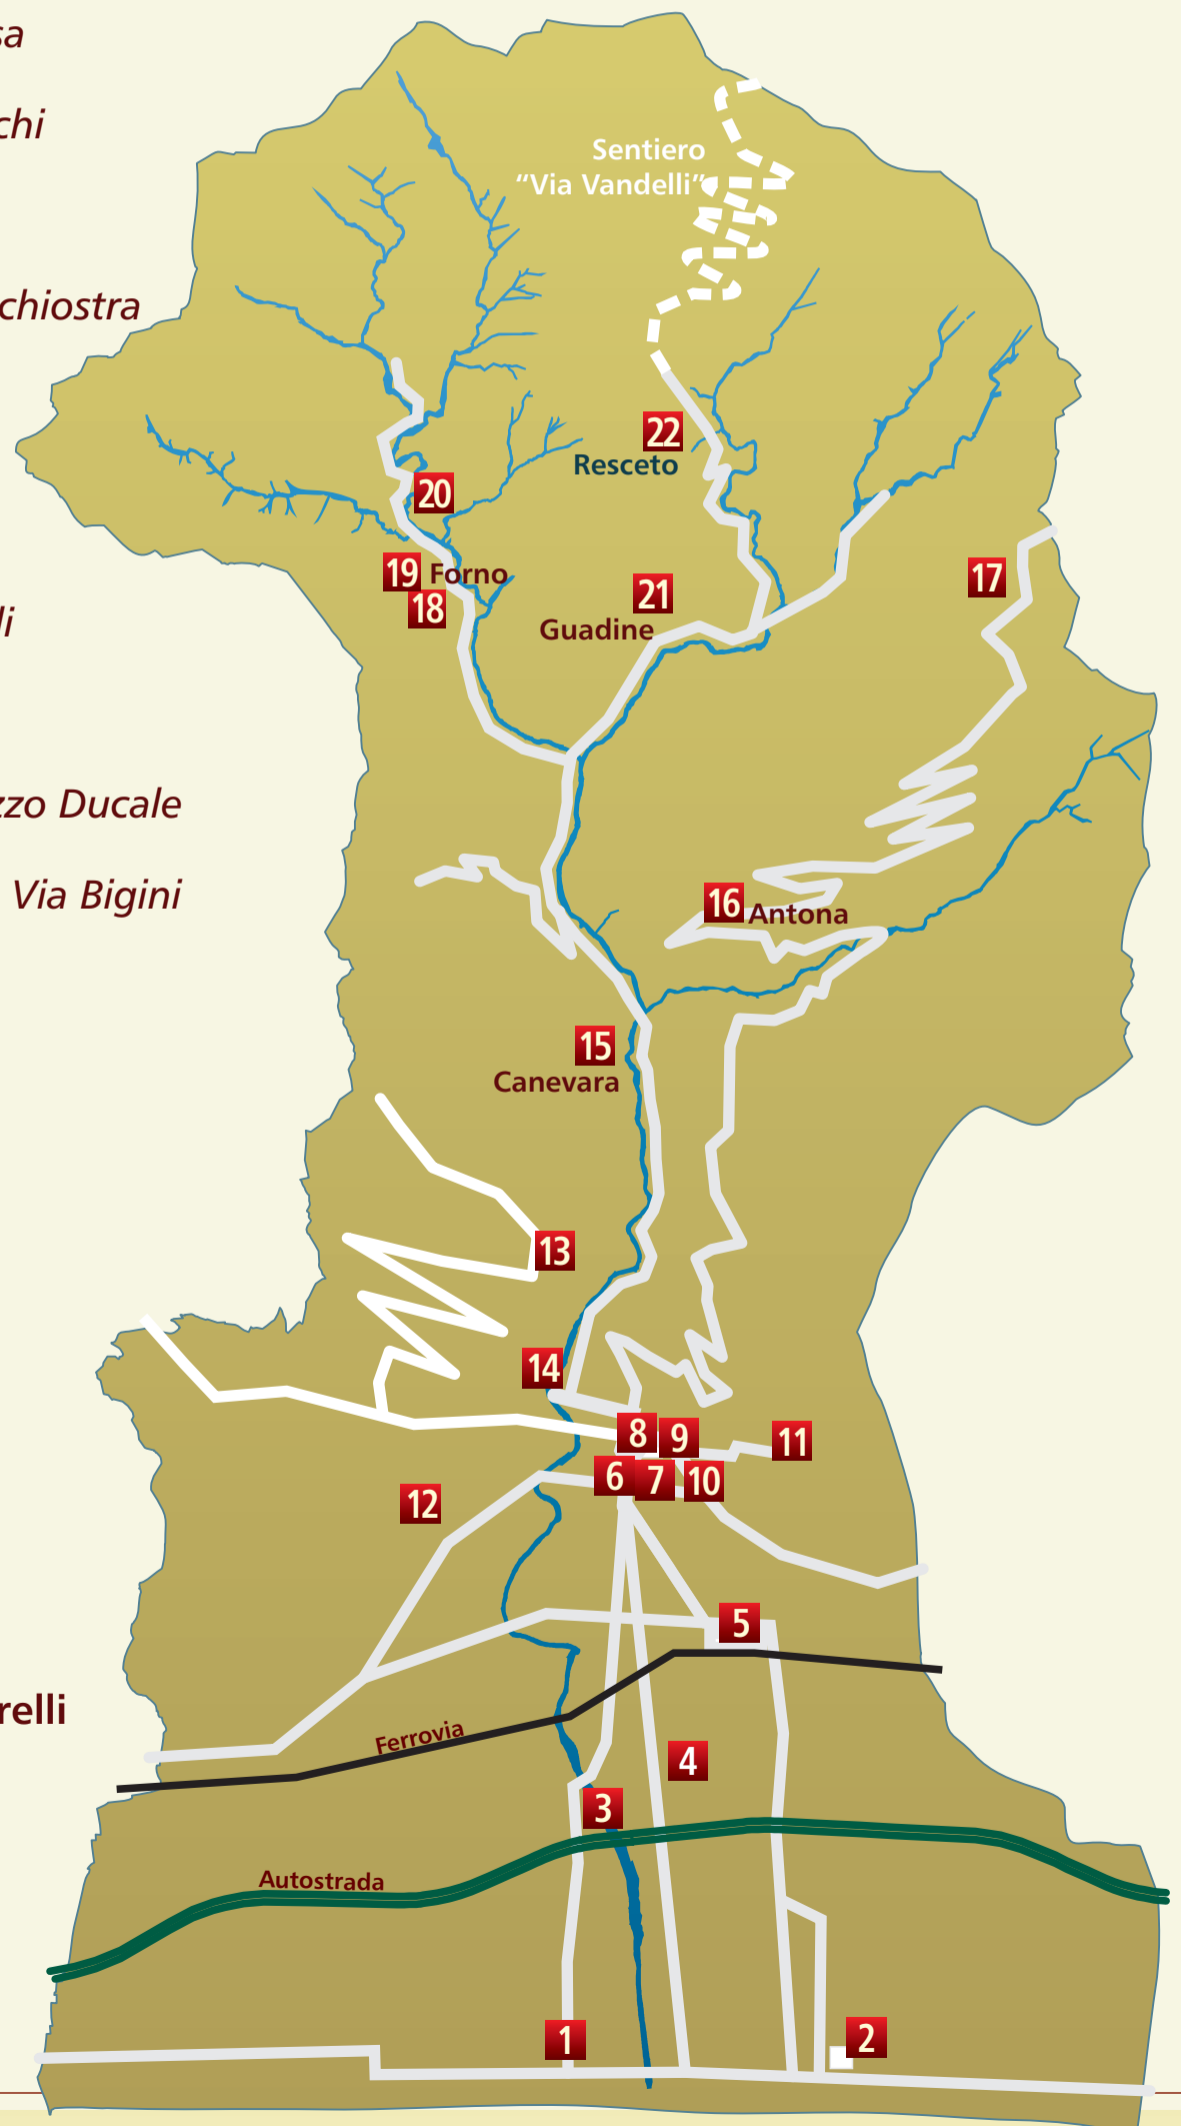 sa
chi
Sentiero
“Via Vandelli”
chiostra
22
Resceto
20
19 Forno
18
17
21
Guadine
li
zzo Ducale
Via Bigini
16 Antona
15
Canevara
13
14
8 9 11
6 7 10
12
5
relli
Ferrovia
4
3
Autostrada
1
2